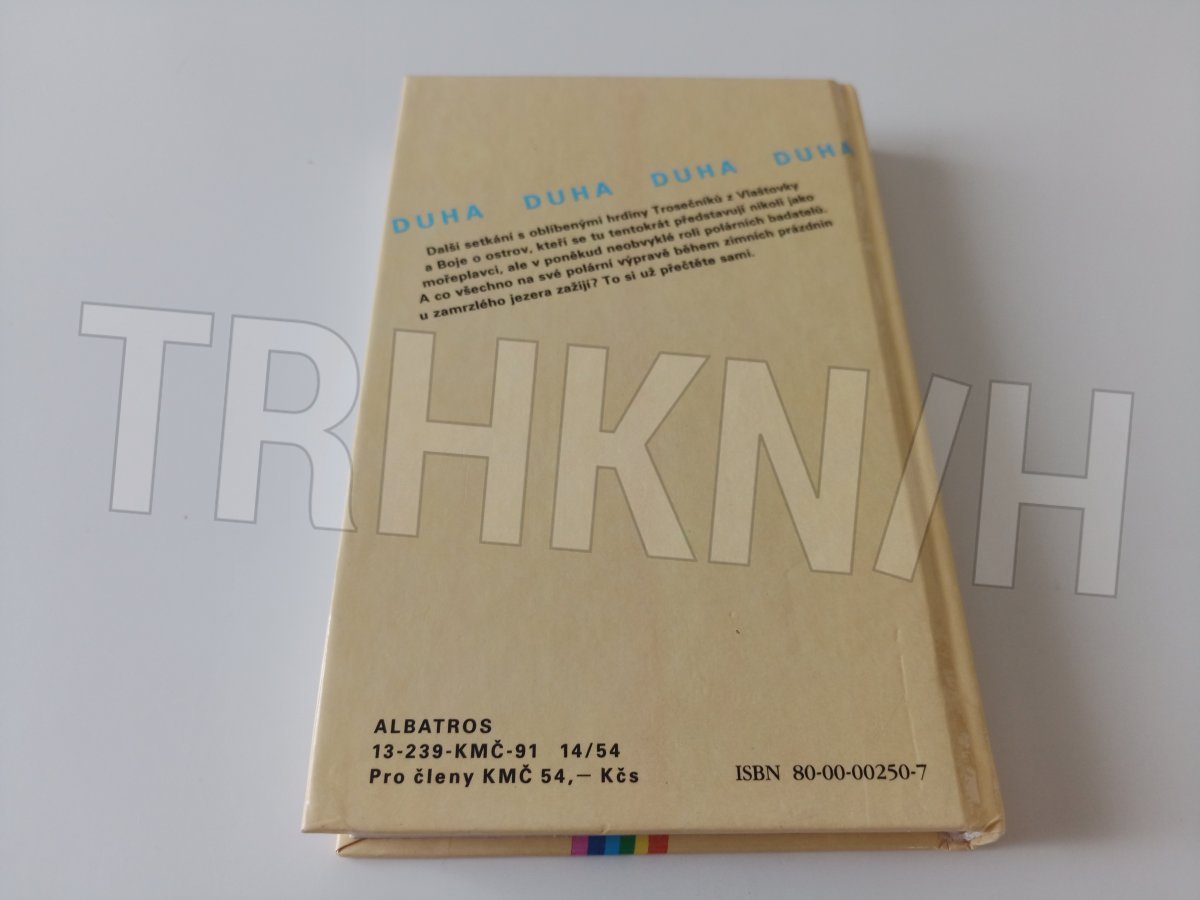 DUHA DUHA DUHA DUHA
Další setkání s oblíbenými hrdiny Trosečníků z Vlaštovky
a Boje o ostrov, kteří se tu tentokrát představují nikoli jako
mořeplavci, ale v poněkud neobvyklé roli polárních badatelů.
A co všechno na své polární výpravě během zimních prázdnin
u zamrzlého jezera zažijí? To si už přečtěte sami.
TRHKN/H
ALBATROS
13-239-KMČ-91 14/54
Pro členy KMČ 54,– Kčs
ISBN 80-00-00250-7